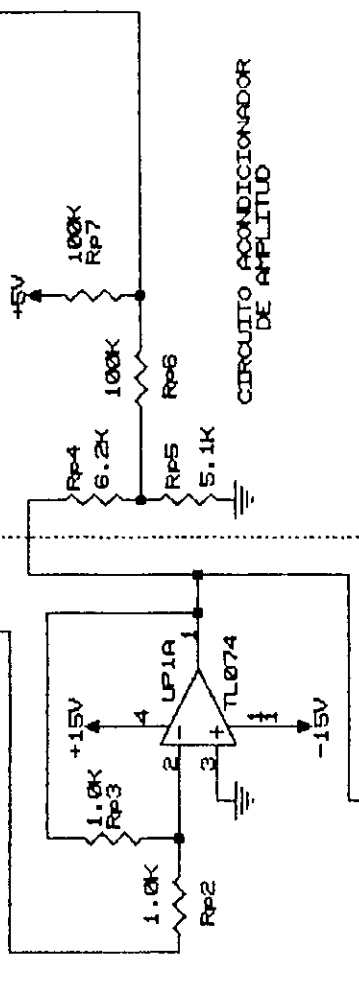 +5V
100K
Rp7
100K
Rp6
CIRCUITO ACONDICIONADOR
DE AMPLITUD
Rp4
6.2K
Rp5
5.1K
UP1A
TL074
+15V
4
2
3
1
11
-15V
1.0K
Rp3
1.0K
Rp2
-
+